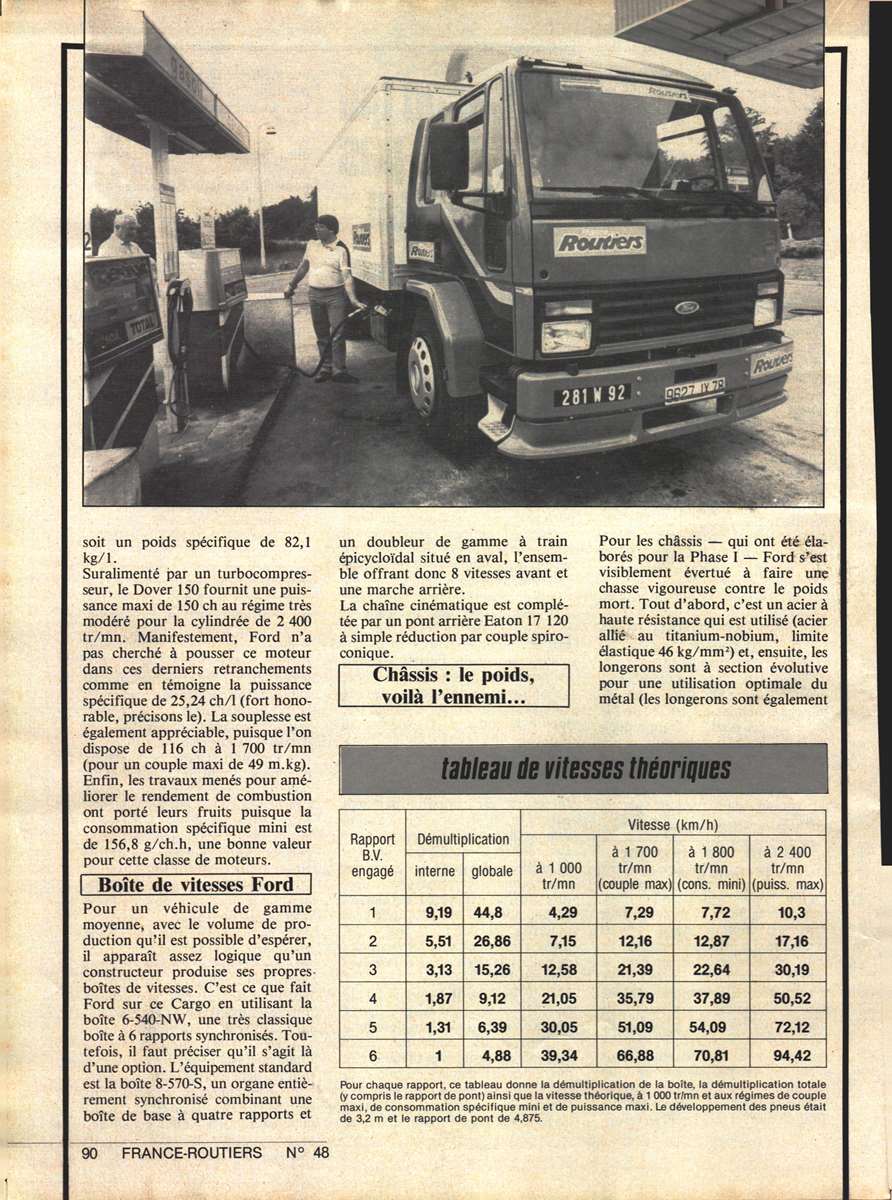 TOTAL
Routiers
Routiers
Routiers
Routiers
Ford
281 W 92
Routiers
soit un poids spécifique de 82,1
kg/l.
Suralimenté par un turbocompres-
seur, le Dover 150 fournit une puis-
sance maxi de 150 ch au régime très
modéré pour la cylindrée de 2 400
tr/mn. Manifestement, Ford n'a
pas cherché à pousser ce moteur
dans ces derniers retranchements
comme en témoigne la puissance
spécifique de 25,24 ch/l (fort hono-
rable, précisons le). La souplesse est
également appréciable, puisque l'on
dispose de 116 ch à 1 700 tr/mn
(pour un couple maxi de 49 m.kg).
Enfin, les travaux menés pour amé-
liorer le rendement de combustion
ont porté leurs fruits puisque la
consommation spécifique mini est
de 156,8 g/ch.h, une bonne valeur
pour cette classe de moteurs.
Boîte de vitesses Ford
Pour un véhicule de gamme
moyenne, avec le volume de pro-
duction qu'il est possible d'espérer,
il apparaît assez logique qu'un
constructeur produise ses propres
boîtes de vitesses. C'est ce que fait
Ford sur ce Cargo en utilisant la
boîte 6-540-NW, une très classique
boîte à 6 rapports synchronisés. Tou-
tefois, il faut préciser qu'il s'agit là
d'une option. L'équipement standard
est la boîte 8-570-S, un organe entiè-
rement synchronisé combinant une
boîte de base à quatre rapports et
un doubleur de gamme à train
épicycloïdal situé en aval, l'ensem-
ble offrant donc 8 vitesses avant et
une marche arrière.
La chaîne cinématique est complé-
tée par un pont arrière Eaton 17 120
à simple réduction par couple spiro-
conique.
Châssis : le poids,
voilà l'ennemi...
Pour les châssis — qui ont été éla-
borés pour la Phase I — Ford s'est
visiblement évertué à faire une
chasse vigoureuse contre le poids
mort. Tout d'abord, c'est un acier à
haute résistance qui est utilisé (acier
allié au titanium-nobium, limite
élastique 46 kg/mm²) et, ensuite, les
longerons sont à section évolutive
pour une utilisation optimale du
métal (les longerons sont également
tableau de vitesses théoriques
Rapport B.V. engagé Démultiplication Vitesse (km/h)
interne globale à 1 000 tr/mn à 1 700 tr/mn (couple max) à 1 800 tr/mn (cons. mini) à 2 400 tr/mn (puiss. max)
1 9,19 44,8 4,29 7,29 7,72 10,3
2 5,51 26,86 7,15 12,16 12,87 17,16
3 3,13 15,26 12,58 21,39 22,64 30,19
4 1,87 9,12 21,05 35,79 37,89 50,52
5 1,31 6,39 30,05 51,09 54,09 72,12
6 1 4,88 39,34 66,88 70,81 94,42
Pour chaque rapport, ce tableau donne la démultiplication de la boîte, la démultiplication totale
(y compris le rapport de pont) ainsi que la vitesse théorique, à 1 000 tr/mn et aux régimes de couple
maxi, de consommation spécifique mini et de puissance maxi. Le développement des pneus était
de 3,2 m et le rapport de pont de 4,875.
90 FRANCE-ROUTIERS N° 48